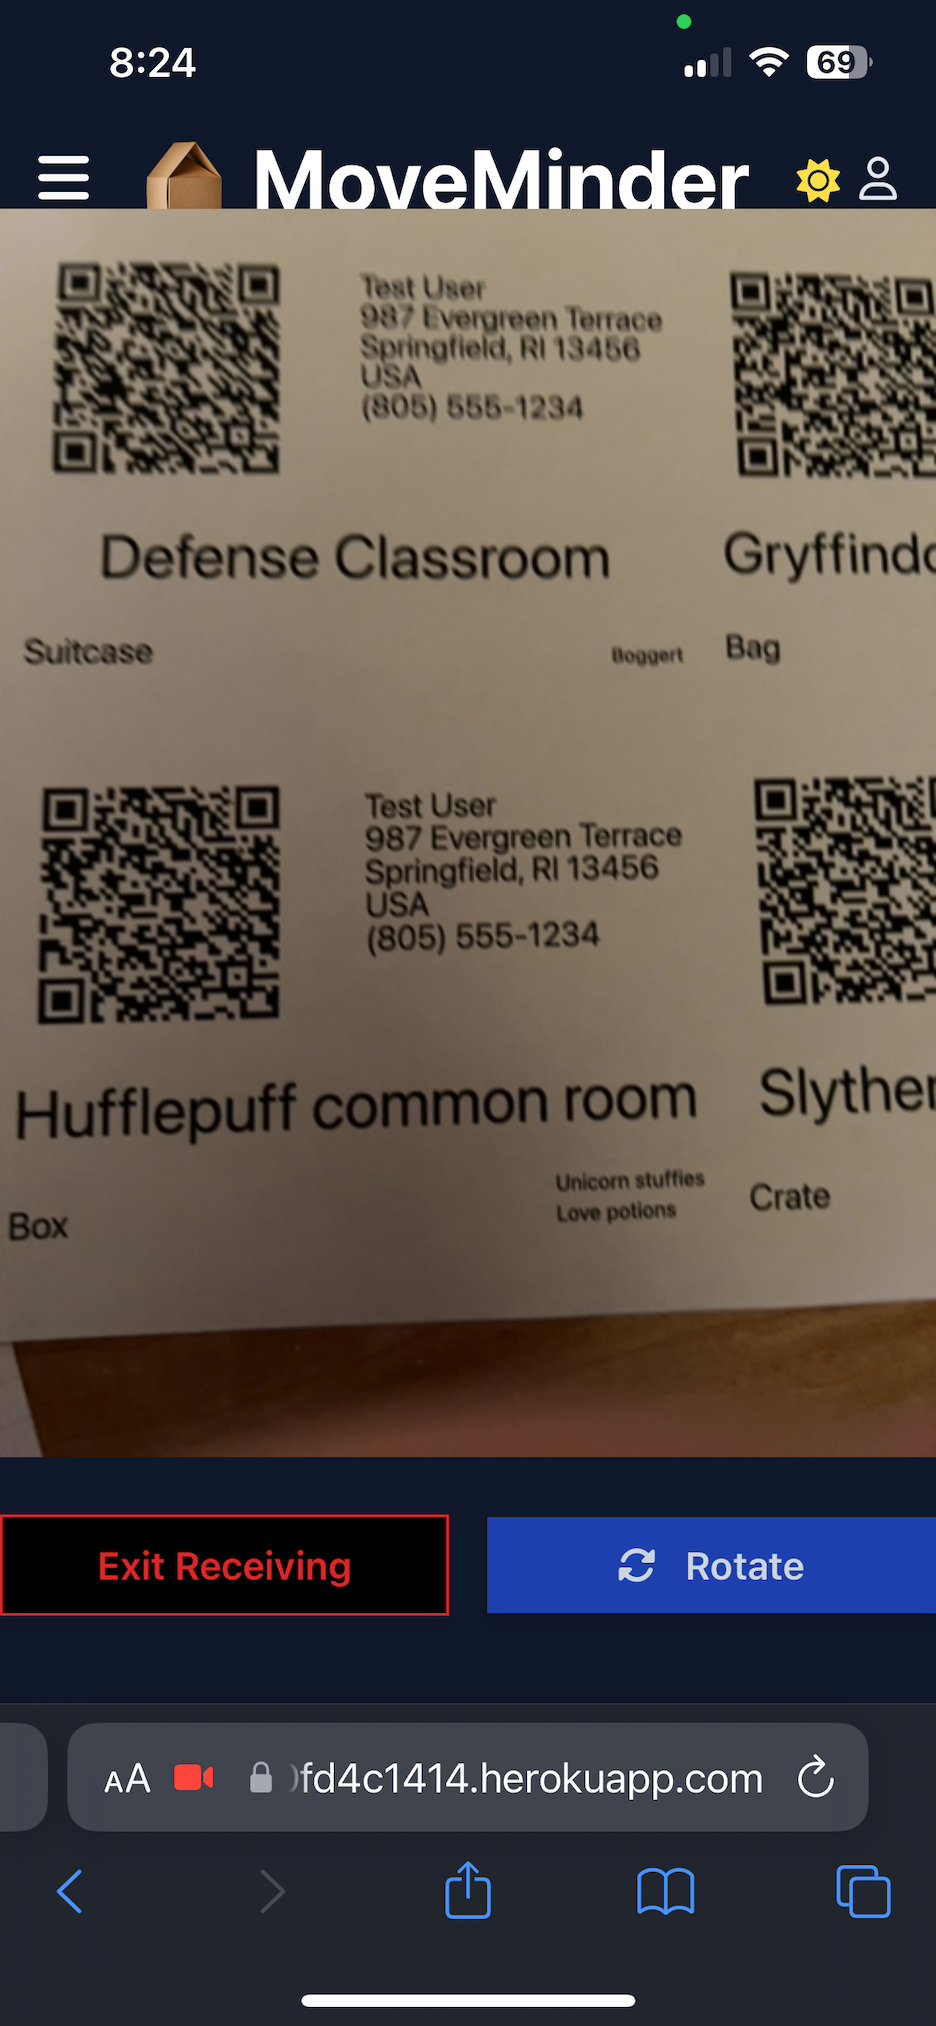 8:24
69
MoveMinder
Test User
987 Evergreen Terrace
Springfield, RI 13456
USA
(805) 555-1234
Defense Classroom
Gryffindo
Suitcase
Boggert
Bag
Test User
987 Evergreen Terrace
Springfield, RI 13456
USA
(805) 555-1234
Hufflepuff common room
Slyther
Unicorn stuffies
Love potions
Box
Crate
Exit Receiving
Rotate
AA
fd4c1414.herokuapp.com